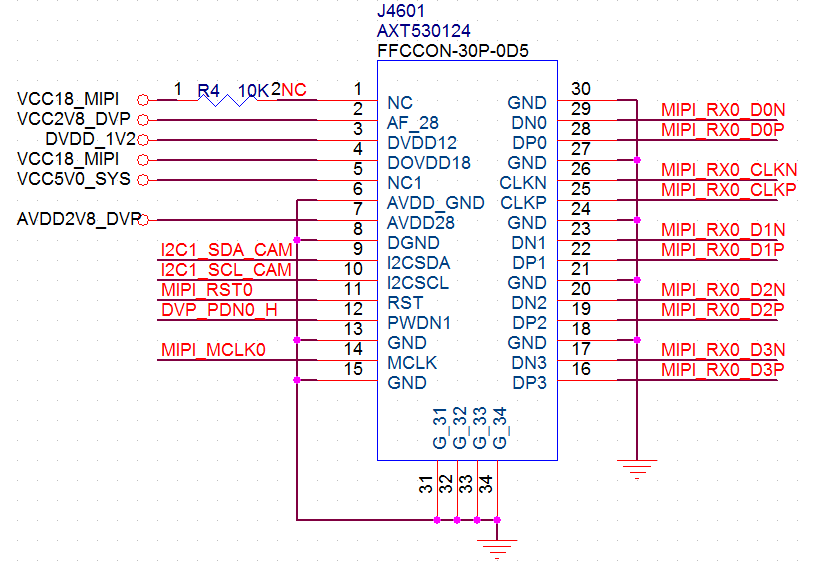 J4601
AXT530124
FFCCON-30P-0D5
VCC18_MIPI 1 R4 10K 2NC 1 NC
VCC2V8_DVP 2 AF_28
DVDD_1V2 3 DVDD12
VCC18_MIPI 4 DOVDD18
VCC5V0_SYS 5 NC1
6 AVDD_GND
AVDD2V8_DVP 7 AVDD28
8 DGND
I2C1_SDA_CAM 9 I2CSDA
I2C1_SCL_CAM 10 I2CSCL
MIPI_RST0 11 RST
DVP_PDN0_H 12 PWDN1
13 GND
MIPI_MCLK0 14 MCLK
15 GND
GND 30
DN0 29 MIPI_RX0_D0N
DP0 28 MIPI_RX0_D0P
GND 27
CLKN 26 MIPI_RX0_CLKN
CLKP 25 MIPI_RX0_CLKP
GND 24
DN1 23 MIPI_RX0_D1N
DP1 22 MIPI_RX0_D1P
GND 21
DN2 20 MIPI_RX0_D2N
DP2 19 MIPI_RX0_D2P
GND 18
DN3 17 MIPI_RX0_D3N
DP3 16 MIPI_RX0_D3P
G_31
G_32
G_33
G_34
31
32
33
34